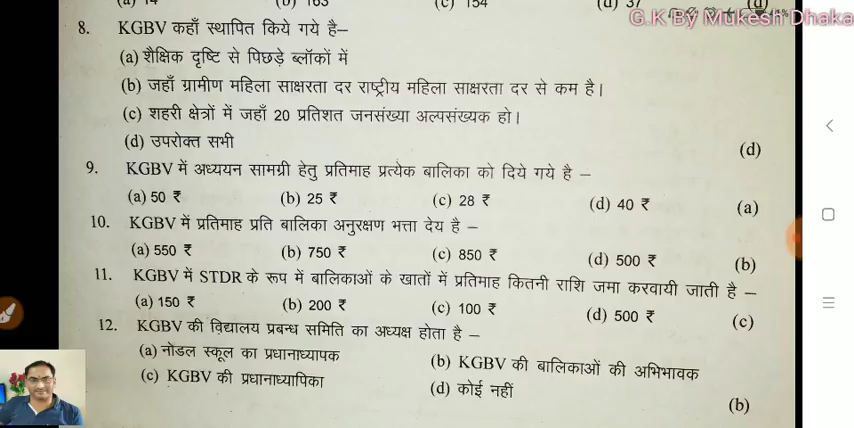 (b) 163 (c) 154 (d) 37 (d)
G.K By Mukesh Dhaka
8. KGBV कहाँ स्थापित किये गये है–
(a) शैक्षिक दृष्टि से पिछड़े ब्लॉकों में
(b) जहाँ ग्रामीण महिला साक्षरता दर राष्ट्रीय महिला साक्षरता दर से कम है।
(c) शहरी क्षेत्रों में जहाँ 20 प्रतिशत जनसंख्या अल्पसंख्यक हो।
(d) उपरोक्त सभी (d)
9. KGBV में अध्ययन सामग्री हेतु प्रतिमाह प्रत्येक बालिका को दिये गये है –
(a) 50 ₹ (b) 25 ₹ (c) 28 ₹ (d) 40 ₹ (a)
10. KGBV में प्रतिमाह प्रति बालिका अनुरक्षण भत्ता देय है –
(a) 550 ₹ (b) 750 ₹ (c) 850 ₹ (d) 500 ₹ (b)
11. KGBV में STDR के रूप में बालिकाओं के खातों में प्रतिमाह कितनी राशि जमा करवायी जाती है –
(a) 150 ₹ (b) 200 ₹ (c) 100 ₹ (d) 500 ₹ (c)
12. KGBV की विद्यालय प्रबन्ध समिति का अध्यक्ष होता है –
(a) नोडल स्कूल का प्रधानाध्यापक (b) KGBV की बालिकाओं की अभिभावक
(c) KGBV की प्रधानाध्यापिका (d) कोई नहीं (b)